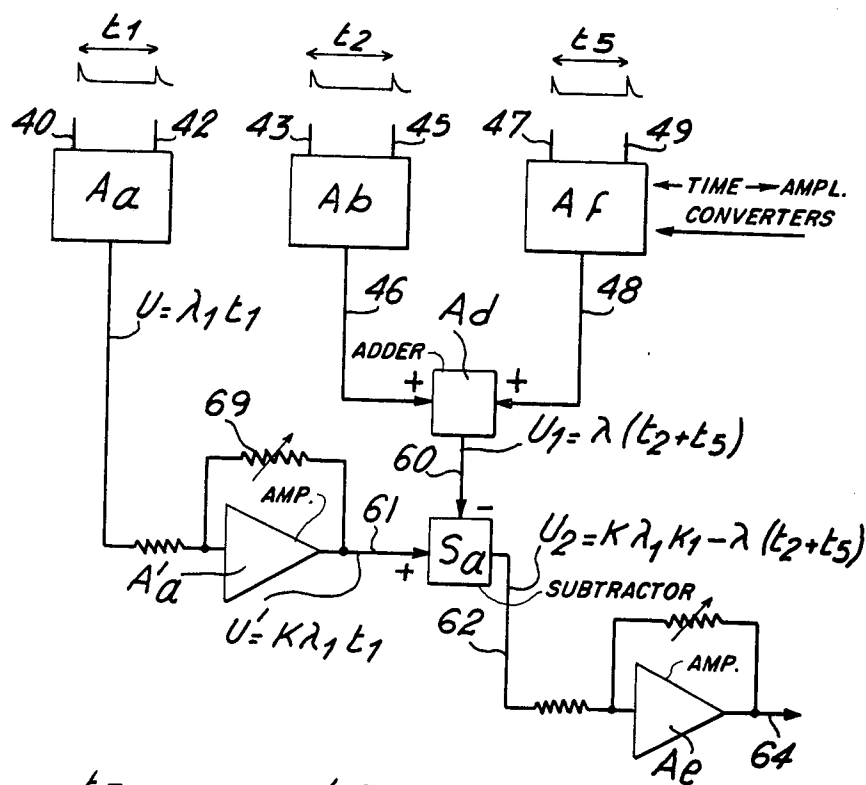 t1 t2 t5
40 42 43 45 47 49
Aa Ab Af
TIME AMPL.
CONVERTERS
46 48
U=λ1t1
Ad
ADDER
+ +
69
U1=λ(t2+t5)
60
AMP.
61
-
A'a
+
Sa
U2=Kλ1K1-λ(t2+t5)
SUBTRACTOR
U'=Kλ1t1
62
AMP.
Ae
64